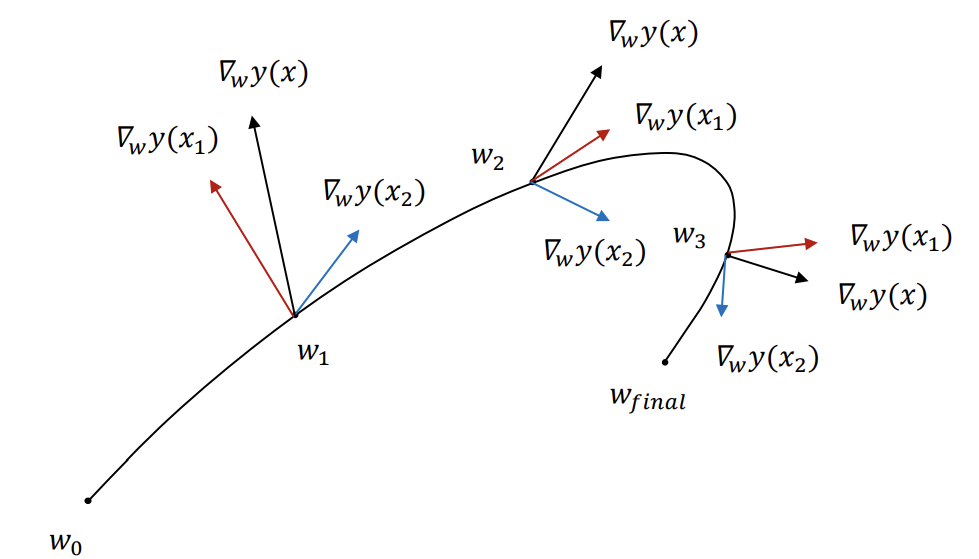 ∇wy(x)
∇wy(x)
∇wy(x₁)
∇wy(x₁)
w₂
∇wy(x₂)
∇wy(x₂)
w₃
∇wy(x₁)
∇wy(x)
w₁
∇wy(x₂)
w_final
w₀